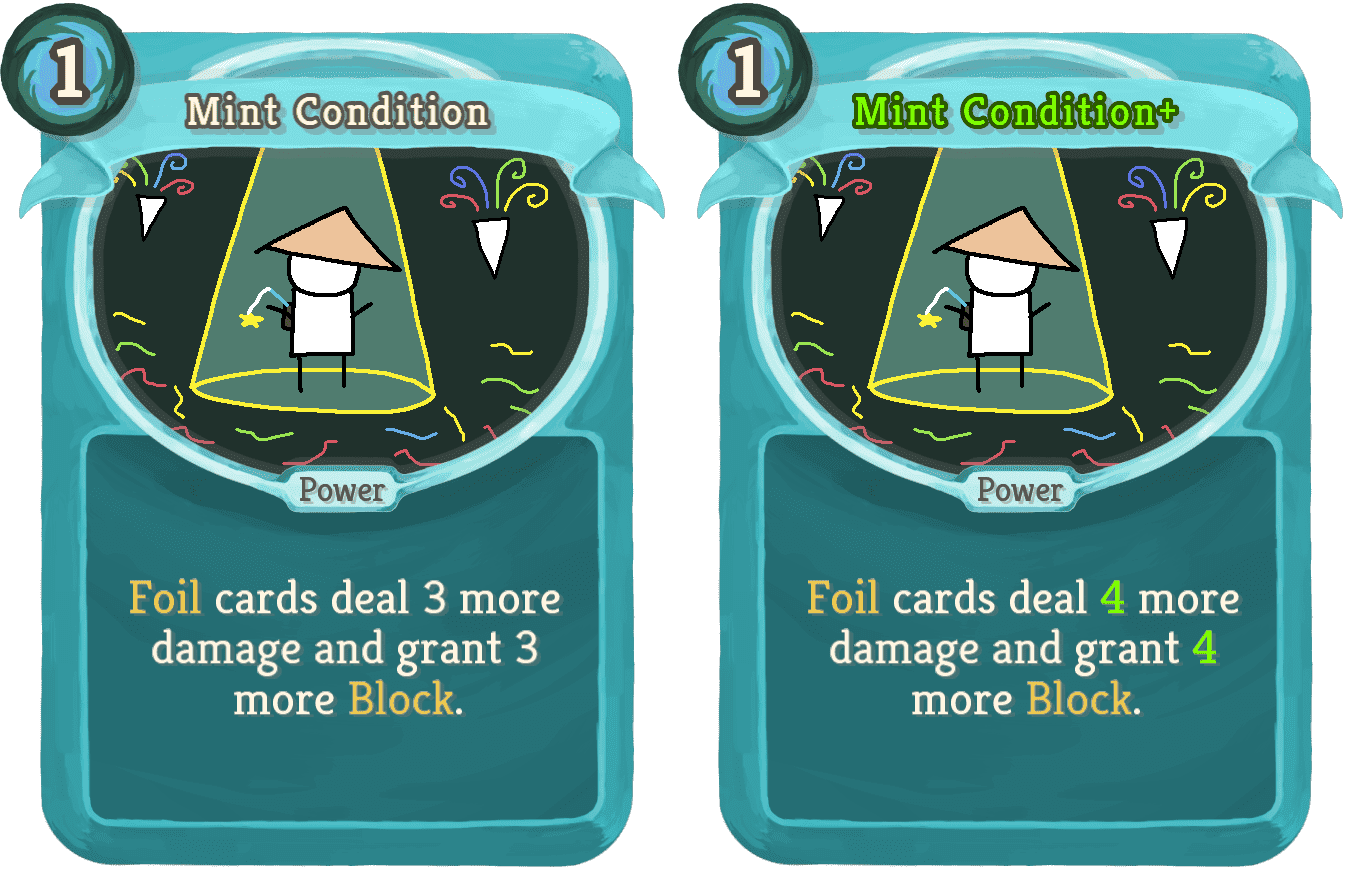 1
Mint Condition
Power
Foil cards deal 3 more
damage and grant 3
more Block.
1
Mint Condition+
Power
Foil cards deal 4 more
damage and grant 4
more Block.